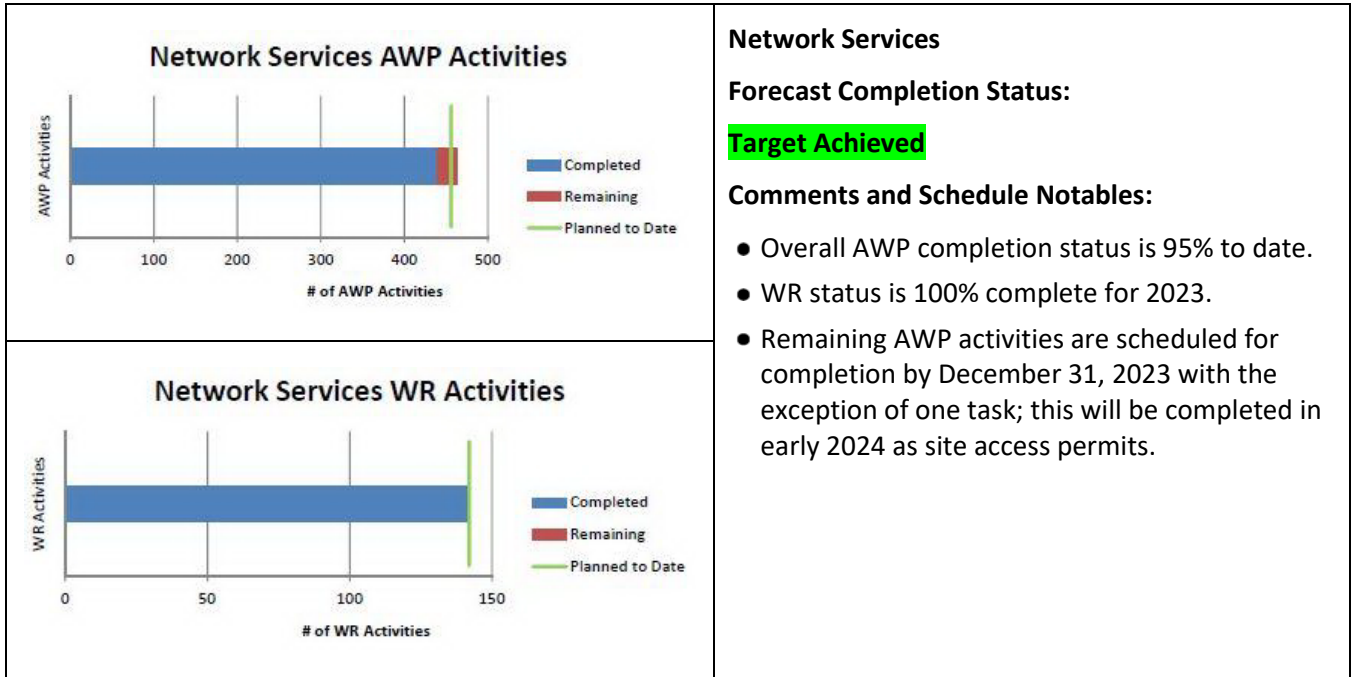 Network Services AWP Activities
AWP Activities
Completed
Remaining
Planned to Date
0 100 200 300 400 500
# of AWP Activities
Network Services WR Activities
WR Activities
Completed
Remaining
Planned to Date
0 50 100 150
# of WR Activities
Network Services
Forecast Completion Status:
Target Achieved
Comments and Schedule Notables:
• Overall AWP completion status is 95% to date.
• WR status is 100% complete for 2023.
• Remaining AWP activities are scheduled for
completion by December 31, 2023 with the
exception of one task; this will be completed in
early 2024 as site access permits.